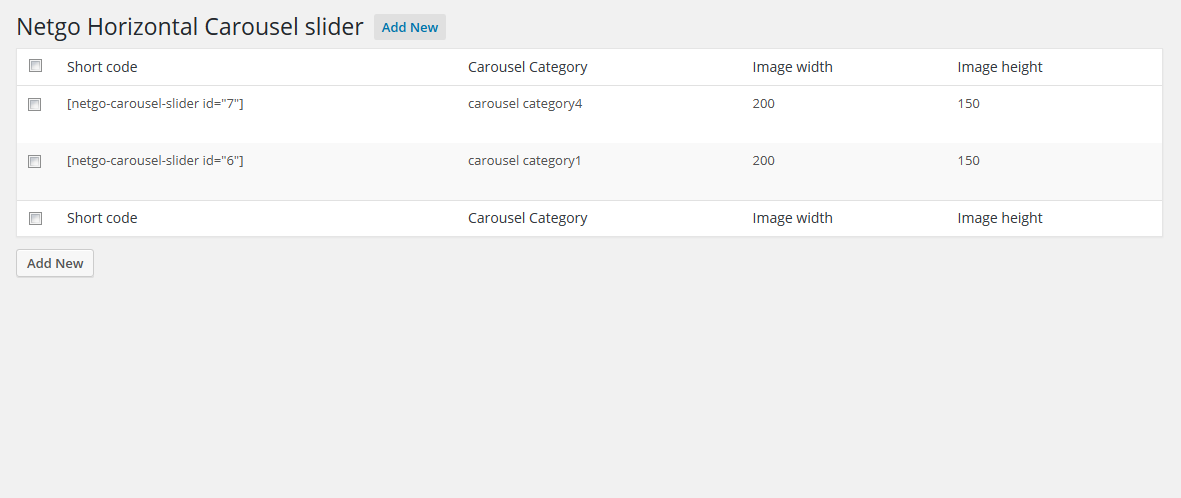 Netgo Horizontal Carousel slider Add New
Short code Carousel Category Image width Image height
[netgo-carousel-slider id="7"] carousel category4 200 150
[netgo-carousel-slider id="6"] carousel category1 200 150
Short code Carousel Category Image width Image height
Add New